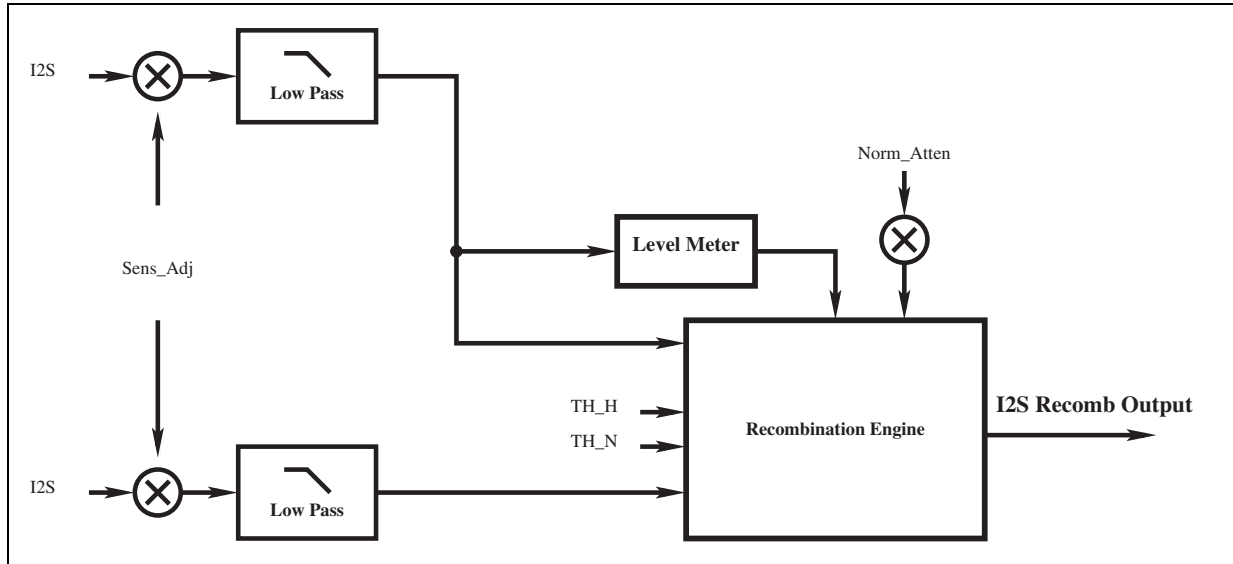 I2S
Low Pass
Norm_Atten
Level Meter
Sens_Adj
I2S Recomb Output
TH_H
Recombination Engine
TH_N
I2S
Low Pass